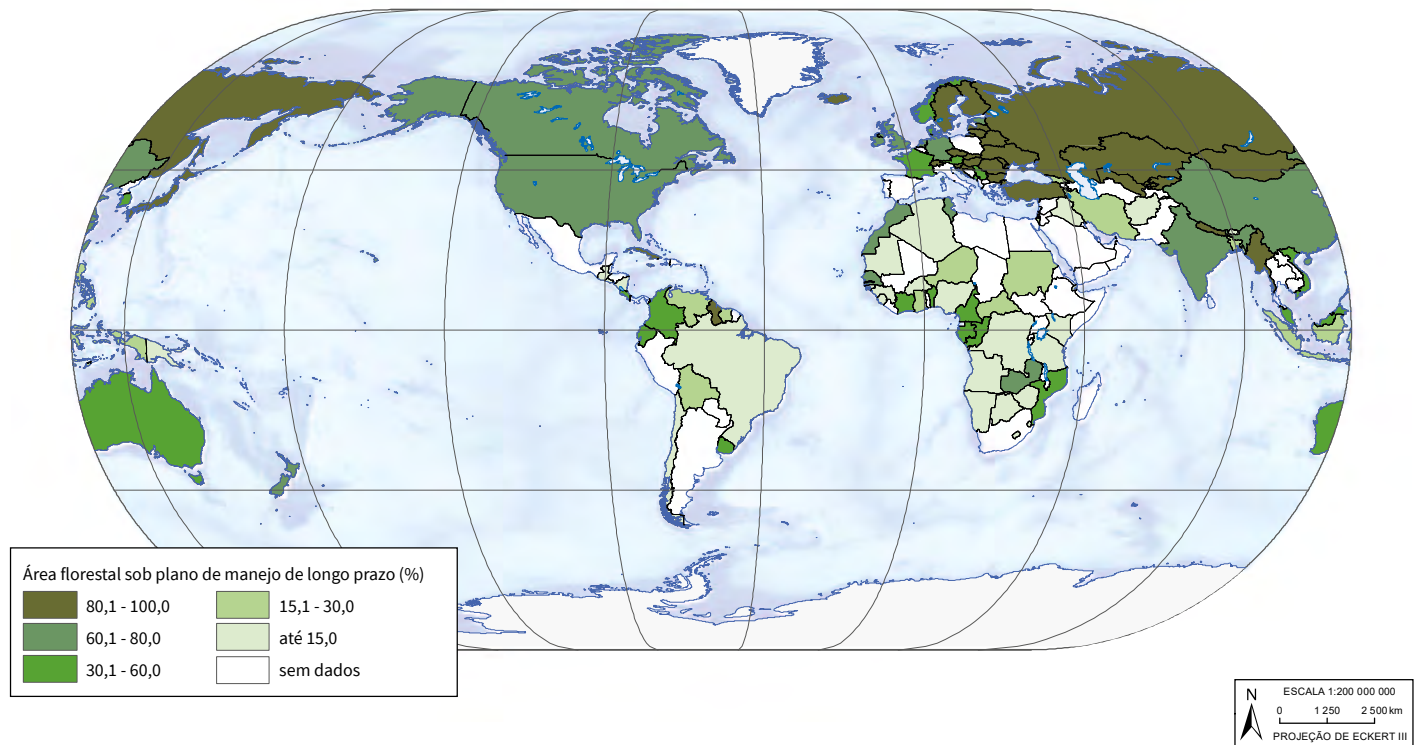 Área florestal sob plano de manejo de longo prazo (%)
80,1 - 100,0
60,1 - 80,0
30,1 - 60,0
15,1 - 30,0
até 15,0
sem dados
N
ESCALA 1:200 000 000
0 1 250 2 500 km
PROJEÇÃO DE ECKERT III